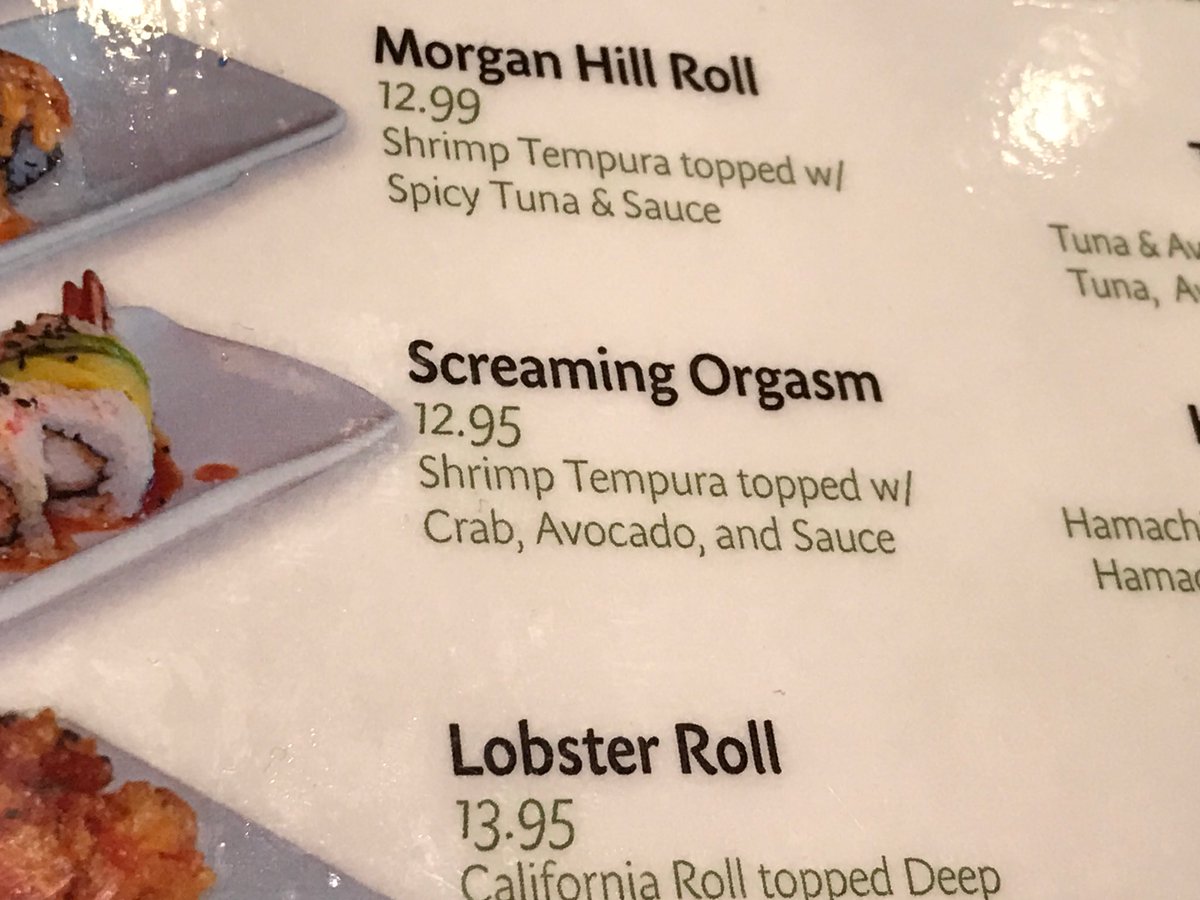 Morgan Hill Roll
12.99
Shrimp Tempura topped w/
Spicy Tuna & Sauce
Screaming Orgasm
12.95
Shrimp Tempura topped w/
Crab, Avocado, and Sauce
Lobster Roll
13.95
California Roll topped Deep
Tuna &
Tuna,